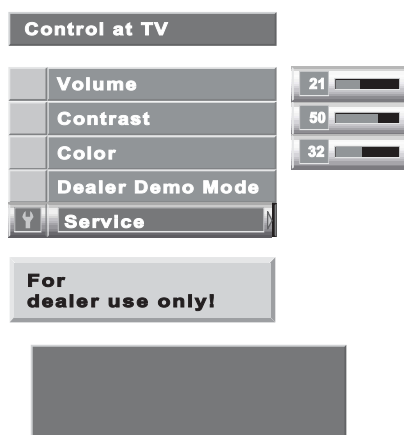 Control at TV
Volume 21
Contrast 50
Color 32
Dealer Demo Mode
Service
For
dealer use only!